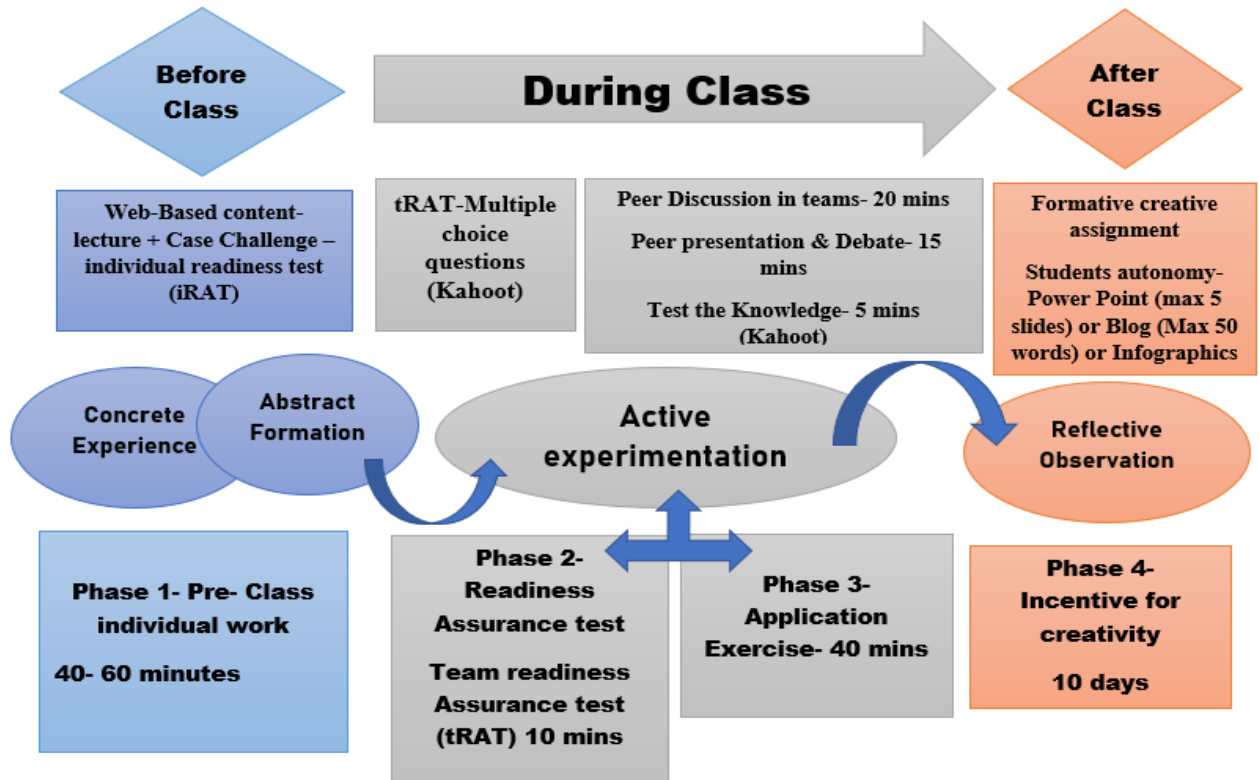 Before
Class
During Class
After
Class
Web-Based content-
lecture + Case Challenge –
individual readiness test
(iRAT)
tRAT-Multiple
choice
questions
(Kahoot)
Peer Discussion in teams- 20 mins
Peer presentation & Debate- 15
mins
Test the Knowledge- 5 mins
(Kahoot)
Formative creative
assignment
Students autonomy-
Power Point (max 5
slides) or Blog (Max 50
words) or Infographics
Concrete
Experience
Abstract
Formation
Active
experimentation
Reflective
Observation
Phase 1- Pre- Class
individual work
40- 60 minutes
Phase 2-
Readiness
Assurance test
Team readiness
Assurance test
(tRAT) 10 mins
Phase 3-
Application
Exercise- 40 mins
Phase 4-
Incentive for
creativity
10 days